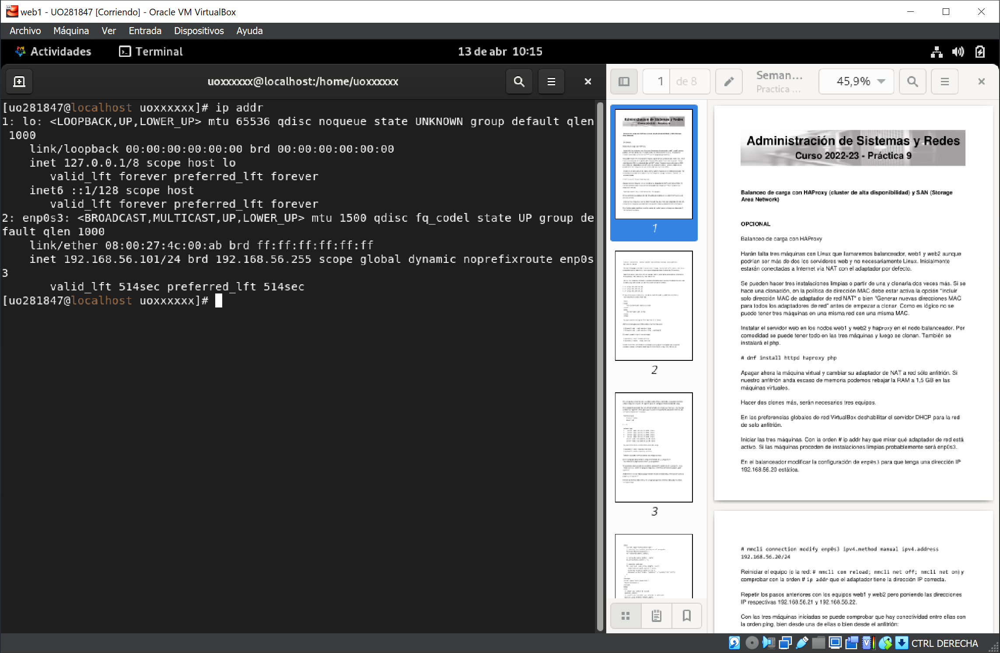 web1 - UO281847 [Corriendo] - Oracle VM VirtualBox
Archivo Máquina Ver Entrada Dispositivos Ayuda
Actividades Terminal 13 de abr 10:15
uoxxxxxx@localhost:/home/uoxxxxxx
[uo281847@localhost uoxxxxxx]# ip addr
1: lo: <LOOPBACK,UP,LOWER_UP> mtu 65536 qdisc noqueue state UNKNOWN group default qlen
1000
link/loopback 00:00:00:00:00:00 brd 00:00:00:00:00:00
inet 127.0.0.1/8 scope host lo
valid_lft forever preferred_lft forever
inet6 ::1/128 scope host
valid_lft forever preferred_lft forever
2: enp0s3: <BROADCAST,MULTICAST,UP,LOWER_UP> mtu 1500 qdisc fq_codel state UP group de
fault qlen 1000
link/ether 08:00:27:4c:00:ab brd ff:ff:ff:ff:ff:ff
inet 192.168.56.101/24 brd 192.168.56.255 scope global dynamic noprefixroute enp0s
3
valid_lft 514sec preferred_lft 514sec
[uo281847@localhost uoxxxxxx]#
1 de 8
Seman...
Practica ...
45,9%
1
2
3
Administración de Sistemas y Redes
Curso 2022-23 - Práctica 9
Balanceo de carga con HAProxy (cluster de alta disponibilidad) y SAN (Storage
Area Network)
OPCIONAL
Balanceo de carga con HAProxy
Harán falta tres máquinas con Linux que llamaremos balanceador, web1 y web2 aunque
podrían ser más de dos los servidores web y no necesariamente Linux. Inicialmente
estarán conectadas a Internet vía NAT con el adaptador por defecto.
Se pueden hacer tres instalaciones limpias o partir de una y clonarla dos veces más. Si se
hace una clonación, en la política de dirección MAC debe estar activa la opción "Incluir
solo dirección MAC de adaptador de red NAT" o bien "Generar nuevas direcciones MAC
para todos los adaptadores de red" antes de empezar a clonar. Como es lógico no se
puede tener tres máquinas en una misma red con una misma MAC.
Instalar el servidor web en los nodos web1 y web2 y haproxy en el nodo balanceador. Por
comodidad se puede tener todo en las tres máquinas y luego se clonan. También se
instalará el php.
# dnf install httpd haproxy php
Apagar ahora la máquina virtual y cambiar su adaptador de NAT a red sólo anfitrión. Si
nuestro anfitrión anda escaso de memoria podemos rebajar la RAM a 1,5 GB en las
máquinas virtuales.
Hacer dos clones más, serán necesarios tres equipos.
En las preferencias globales de red VirtualBox deshabilitar el servidor DHCP para la red
de solo anfitrión.
Iniciar las tres máquinas. Con la orden # ip addr hay que mirar qué adaptador de red está
activo. Si las máquinas proceden de instalaciones limpias probablemente será enp0s3.
En el balanceador modificar la configuración de enp0s3 para que tenga una dirección IP
192.168.56.20 estática.
# nmcli connection modify enp0s3 ipv4.method manual ipv4.address
192.168.56.20/24
Reiniciar el equipo (o la red: # nmcli con reload; nmcli net off; nmcli net on) y
comprobar con la orden # ip addr que el adaptador tiene la dirección IP correcta.
Repetir los pasos anteriores con los equipos web1 y web2 pero poniendo las direcciones
IP respectivas 192.168.56.21 y 192.168.56.22.
Con las tres máquinas iniciadas se puede comprobar que hay conectividad entre ellas con
la orden ping, bien desde una de ellas o bien desde el anfitrión:
CTRL DERECHA